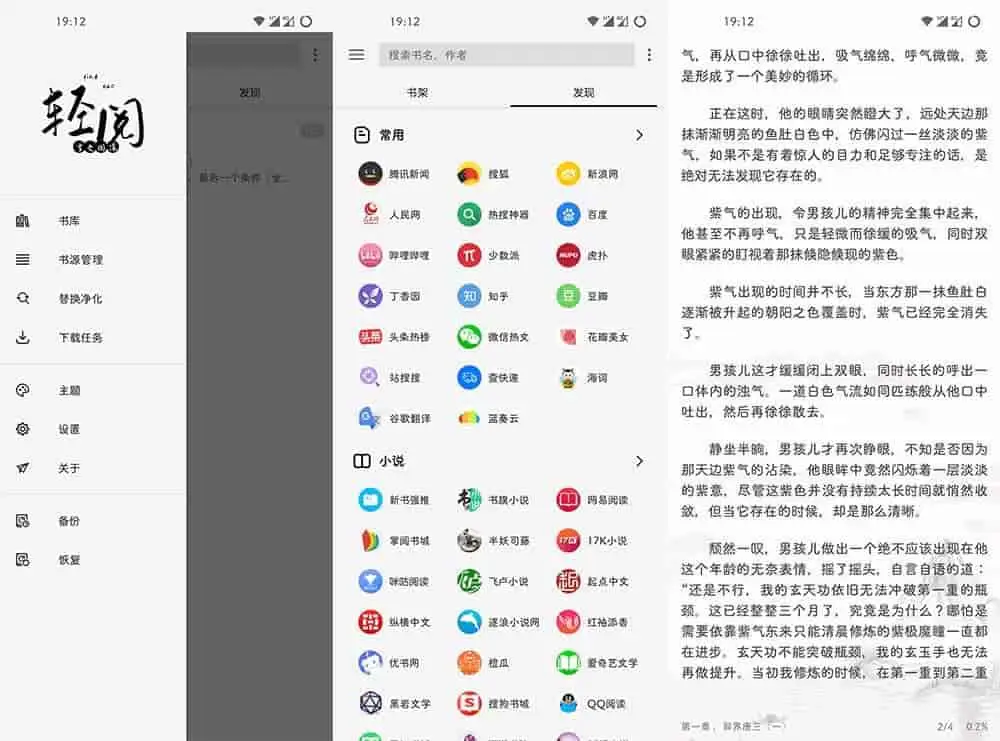 19:12
轻阅
书库
书源管理
替换净化
下载任务
主题
设置
关于
备份
恢复
发现
19:12
搜索书名、作者
书架
发现
常用
腾讯新闻
搜狐
新浪网
人民网
热搜神器
百度
哔哩哔哩
少数派
虎扑
丁香园
知乎
豆瓣
头条热榜
微信热文
花瓣美女
站搜搜
查快递
海词
谷歌翻译
蓝奏云
小说
新书强推
书旗小说
网易阅读
掌阅书城
半妖司藤
17K小说
咪咕阅读
飞卢小说
起点中文
纵横中文
逐浪小说网
红袖添香
优书网
橙瓜
爱奇艺文学
黑岩文学
搜狗书城
QQ阅读
19:12
气，再从口中徐徐吐出，吸气绵绵，呼气微微，竟
是形成了一个美妙的循环。
正在这时，他的眼睛突然瞪大了，远处天边那
抹渐渐明亮的鱼肚白色中，仿佛闪过一丝淡淡的紫
气，如果不是有着惊人的目力和足够专注的话，是
绝对无法发现它存在的。
紫气的出现，令男孩儿的精神完全集中起来，
他甚至不再呼气，只是轻微而徐缓的吸气，同时双
眼紧紧的盯视着那抹倏隐倏现的紫色。
紫气出现的时间并不长，当东方那一抹鱼肚白
逐渐被升起的朝阳之色覆盖时，紫气已经完全消失
了。
男孩儿这才缓缓闭上双眼，同时长长的呼出一
口体内的浊气。一道白色气流如同匹练般从他口中
吐出，然后再徐徐散去。
静坐半晌，男孩儿才再次睁眼，不知是否因为
那天边紫气的沾染，他眼眸中竟然闪烁着一层淡淡
的紫意，尽管这紫色并没有持续太长时间就悄然收
敛，但当它存在的时候，却是那么清晰。
颓然一叹，男孩儿做出一个绝不应该出现在他
这个年龄的无奈表情，摇了摇头，自言自语的道：
“还是不行，我的玄天功依旧无法冲破第一重的瓶
颈。这已经整整三个月了，究竟是为什么？哪怕是
需要依靠紫气东来只能清晨修炼的紫极魔瞳一直都
在进步。玄天功不能突破瓶颈，我的玄玉手也无法
再做提升。当初我修炼的时候，在第一重到第二重
第一章，异界唐三（一）
2/4 0.2%